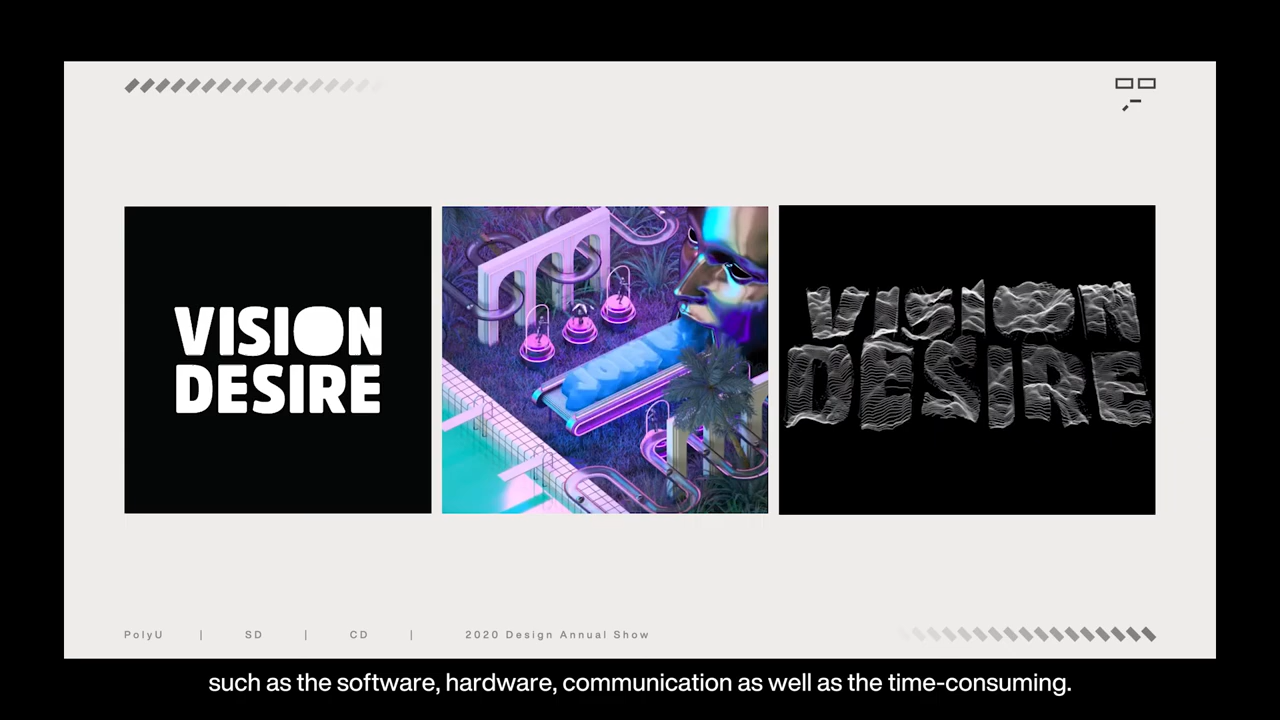 VISION
DESIRE
VISION
DESIRE
PolyU | SD | CD | 2020 Design Annual Show
such as the software, hardware, communication as well as the time-consuming.